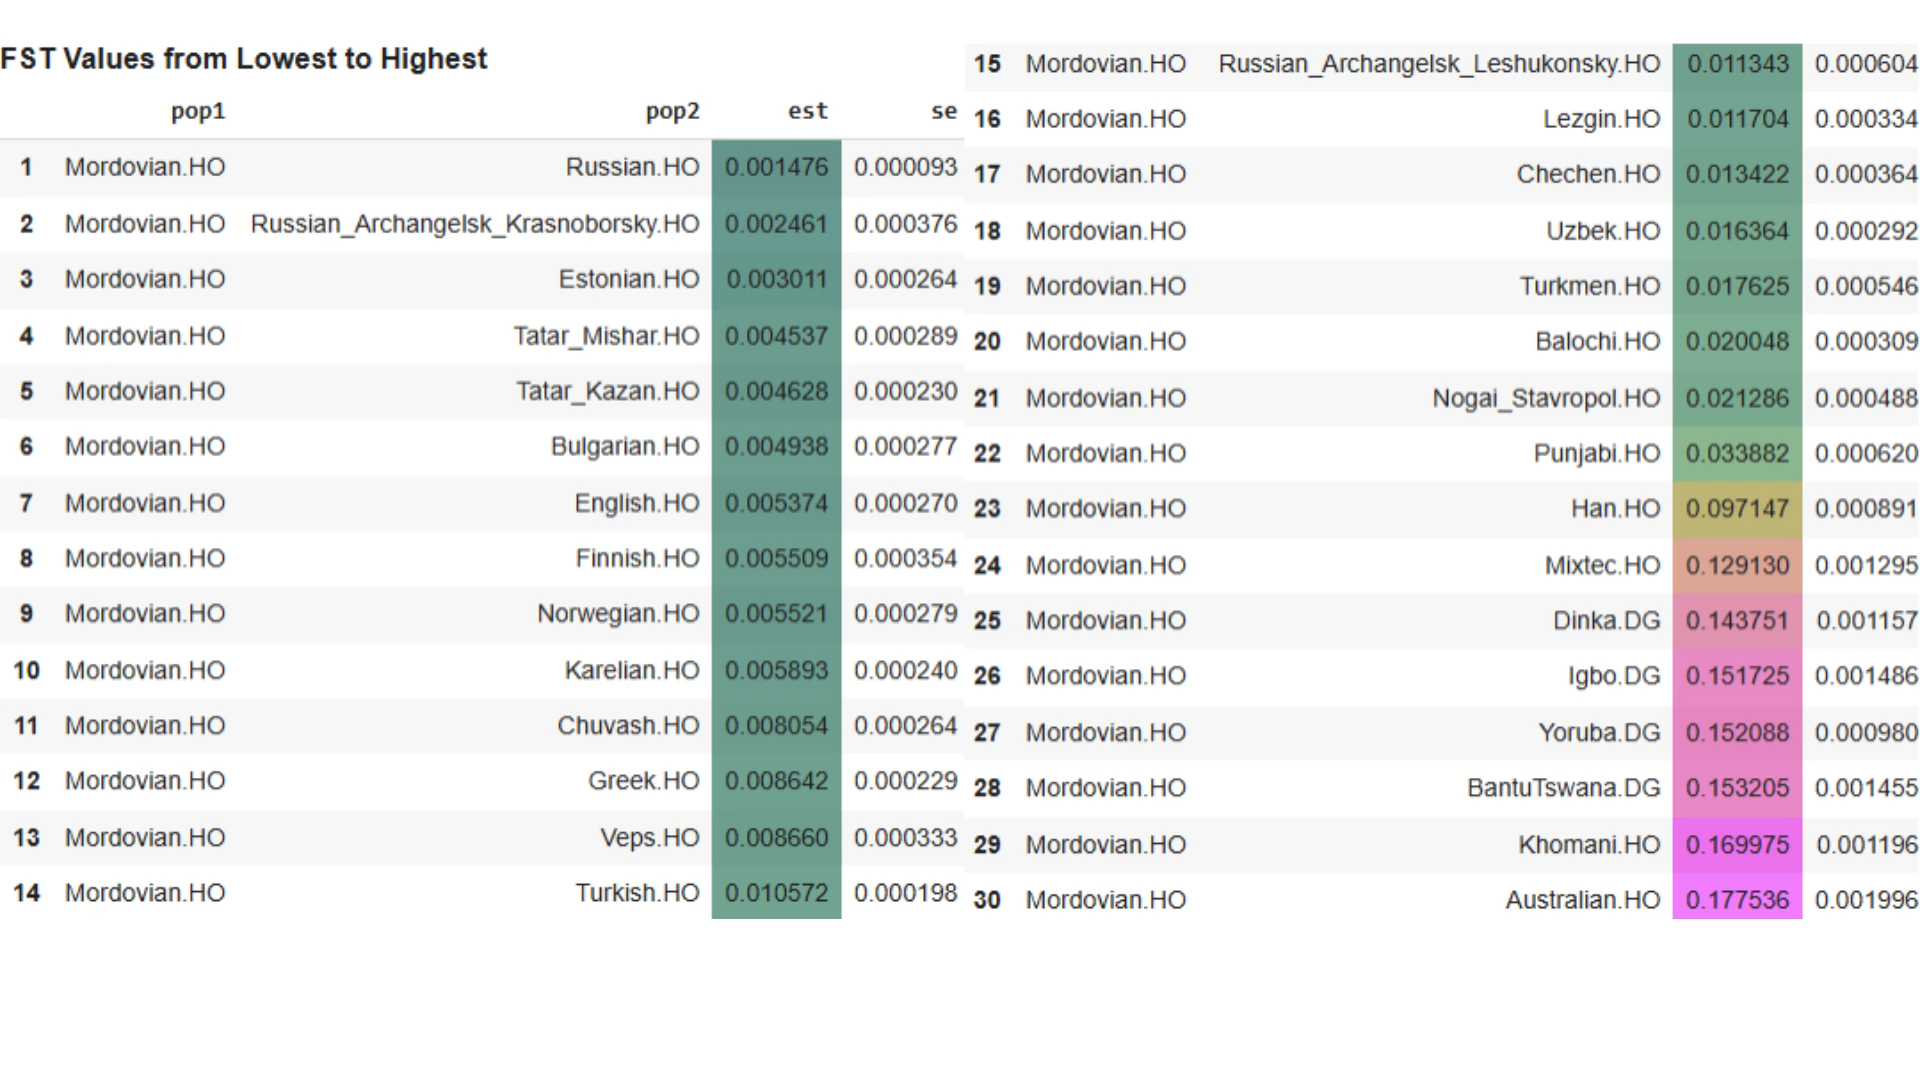 FST Values from Lowest to Highest
pop1 pop2 est se
1 Mordovian.HO Russian.HO 0.001476 0.000093
2 Mordovian.HO Russian_Archangelsk_Krasnoborsky.HO 0.002461 0.000376
3 Mordovian.HO Estonian.HO 0.003011 0.000264
4 Mordovian.HO Tatar_Mishar.HO 0.004537 0.000289
5 Mordovian.HO Tatar_Kazan.HO 0.004628 0.000230
6 Mordovian.HO Bulgarian.HO 0.004938 0.000277
7 Mordovian.HO English.HO 0.005374 0.000270
8 Mordovian.HO Finnish.HO 0.005509 0.000354
9 Mordovian.HO Norwegian.HO 0.005521 0.000279
10 Mordovian.HO Karelian.HO 0.005893 0.000240
11 Mordovian.HO Chuvash.HO 0.008054 0.000264
12 Mordovian.HO Greek.HO 0.008642 0.000229
13 Mordovian.HO Veps.HO 0.008660 0.000333
14 Mordovian.HO Turkish.HO 0.010572 0.000198
15 Mordovian.HO Russian_Archangelsk_Leshukonsky.HO 0.011343 0.000604
16 Mordovian.HO Lezgin.HO 0.011704 0.000334
17 Mordovian.HO Chechen.HO 0.013422 0.000364
18 Mordovian.HO Uzbek.HO 0.016364 0.000292
19 Mordovian.HO Turkmen.HO 0.017625 0.000546
20 Mordovian.HO Balochi.HO 0.020048 0.000309
21 Mordovian.HO Nogai_Stavropol.HO 0.021286 0.000488
22 Mordovian.HO Punjabi.HO 0.033882 0.000620
23 Mordovian.HO Han.HO 0.097147 0.000891
24 Mordovian.HO Mixtec.HO 0.129130 0.001295
25 Mordovian.HO Dinka.DG 0.143751 0.001157
26 Mordovian.HO Igbo.DG 0.151725 0.001486
27 Mordovian.HO Yoruba.DG 0.152088 0.000980
28 Mordovian.HO BantuTswana.DG 0.153205 0.001455
29 Mordovian.HO Khomani.HO 0.169975 0.001196
30 Mordovian.HO Australian.HO 0.177536 0.001996